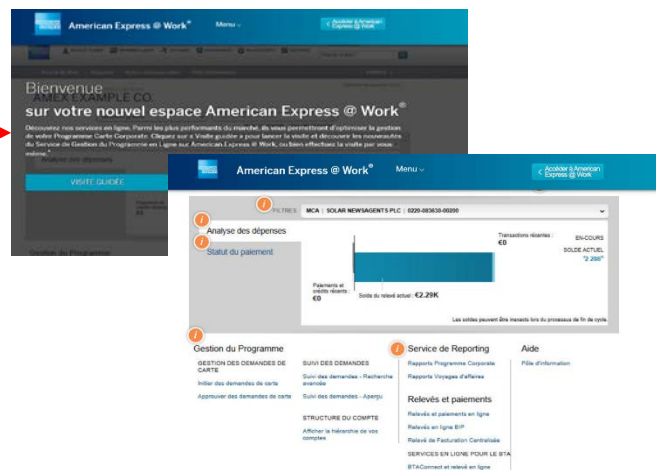 American Express @ Work®
Menu
Accéder à American Express @ Work
Bienvenue
AMEX EXAMPLE CO.
sur votre nouvel espace American Express @ Work®
Découvrez nos services en ligne. Parmi les plus performants du marché, ils vous permettront d'optimiser la gestion
de votre Programme Carte Corporate. Cliquez sur « Visite guidée » pour lancer la visite et découvrir les nouveautés
du Service de Gestion du Programme en Ligne sur American Express @ Work, ou bien effectuez la visite par vous-
même."
VISITE GUIDÉE
Gestion du Programme
American Express @ Work®
Menu
Accéder à American Express @ Work
FILTRES
MCA | SOLAR NEWSAGENTS PLC | 0220-083630-00200
Analyse des dépenses
Statut du paiement
Transactions récentes :
€0
EN-COURS
SOLDE ACTUEL
Paiements et
crédits récents :
€0
Solde du relevé actuel : €2.29K
Les soldes peuvent être inexacts lors du processus de fin de cycle.
Gestion du Programme
GESTION DES DEMANDES DE
CARTE
Initier des demandes de carte
Approuver des demandes de carte
SUIVI DES DEMANDES
Suivi des demandes - Recherche
avancée
Suivi des demandes - Aperçu
STRUCTURE DU COMPTE
Afficher la hiérarchie de vos
comptes
Service de Reporting
Rapports Programme Corporate
Rapports Voyages d'affaires
Relevés et paiements
Relevés et paiements en ligne
Relevés en ligne BIP
Relevé de Facturation Centralisée
SERVICES EN LIGNE POUR LE BTA
BTAConnect et relevé en ligne
Aide
Pôle d'information